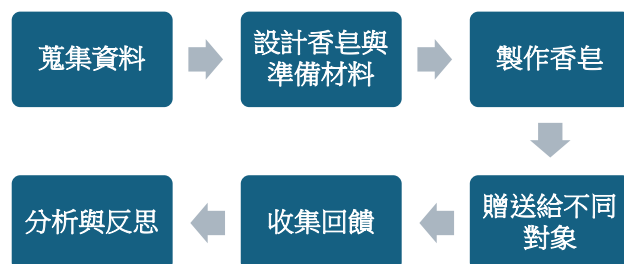 蒐集資料
設計香皂與
準備材料
製作香皂
贈送給不同
對象
收集回饋
分析與反思